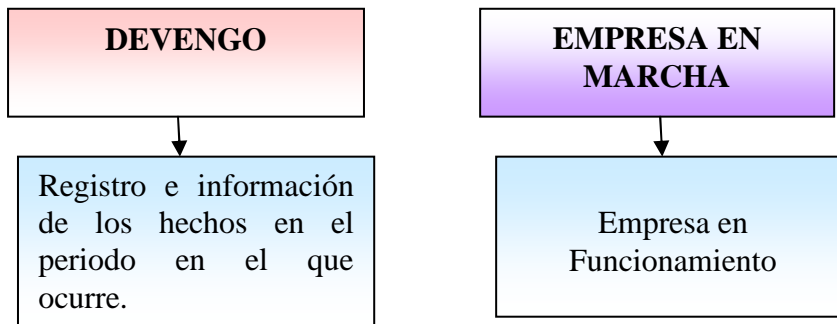 DEVENGO
Registro e información
de los hechos en el
periodo en el que
ocurre.
EMPRESA EN
MARCHA
Empresa en
Funcionamiento